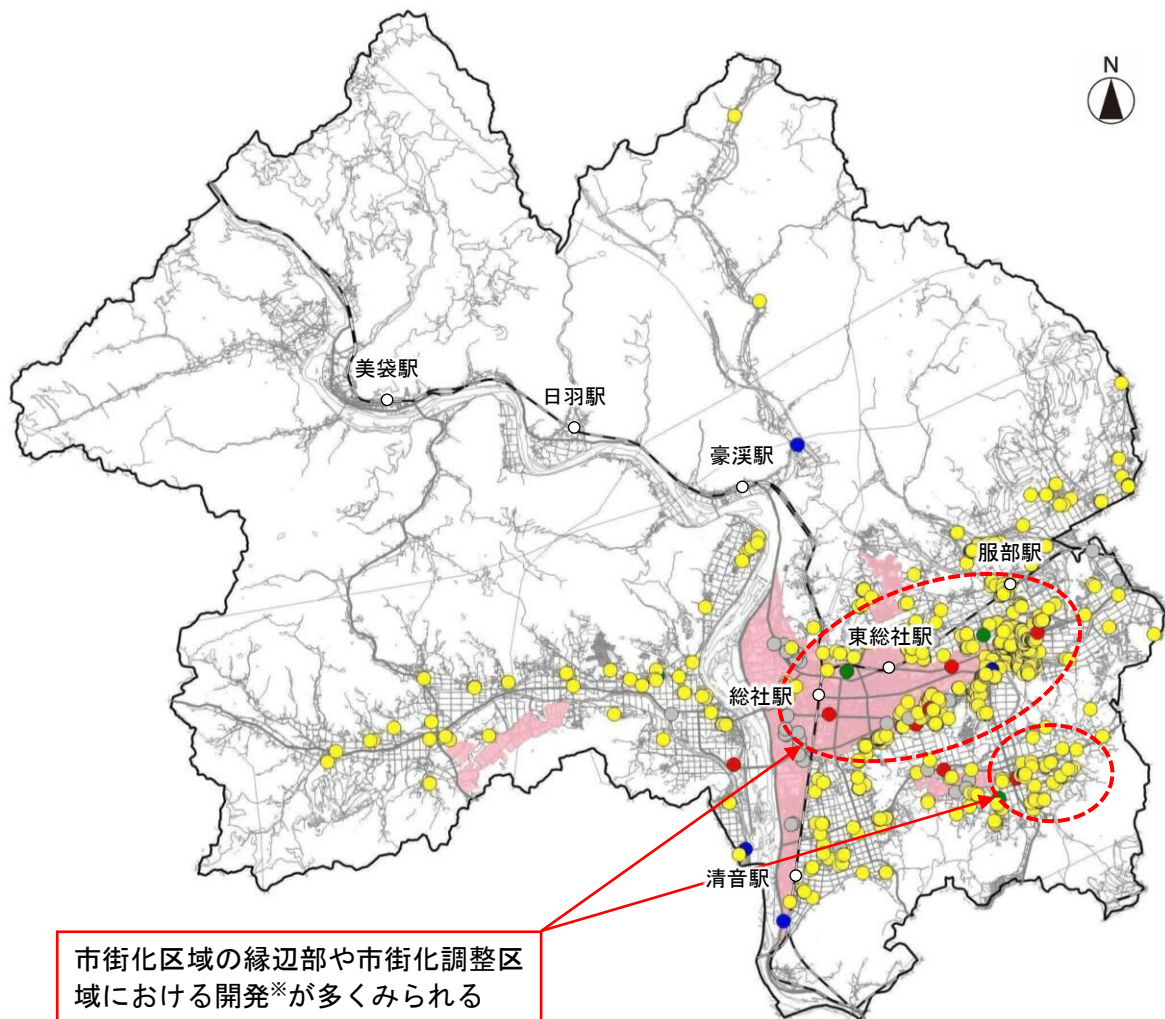 N
美袋駅
日羽駅
豪渓駅
服部駅
東総社駅
総社駅
清音駅
市街化区域の縁辺部や市街化調整区
域における開発※が多くみられる